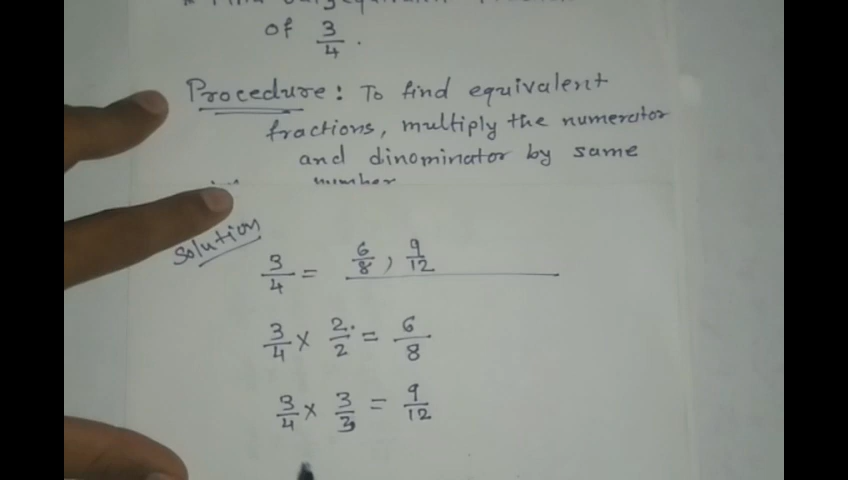 of 3/4.
Procedure: To find equivalent
fractions, multiply the numerator
and dinominator by same
number
Solution
3/4 = 6/8, 9/12
3/4 × 2/2 = 6/8
3/4 × 3/3 = 9/12